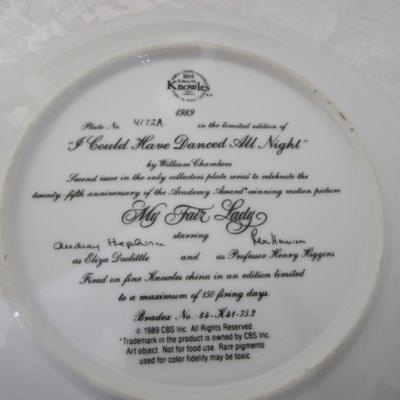 1814
Edwin M.
Knowles
1989
Plate No. 4172A in the limited edition of
"I Could Have Danced All Night"
by William Chambers
Second issue in the only collectors plate series to celebrate the
twenty-fifth anniversary of the Academy Award* winning motion picture
My Fair Lady
starring
Audrey Hepburn Rex Harrison
as Eliza Doolittle and as Professor Henry Higgins
Fired on fine Knowles china in an edition limited
to a maximum of 150 firing days.
Bradex No. 84-K41-75.2
© 1989 CBS Inc. All Rights Reserved.
*Trademark in the product is owned by CBS Inc.
Art object. Not for food use. Rare pigments
used for color fidelity may be toxic.